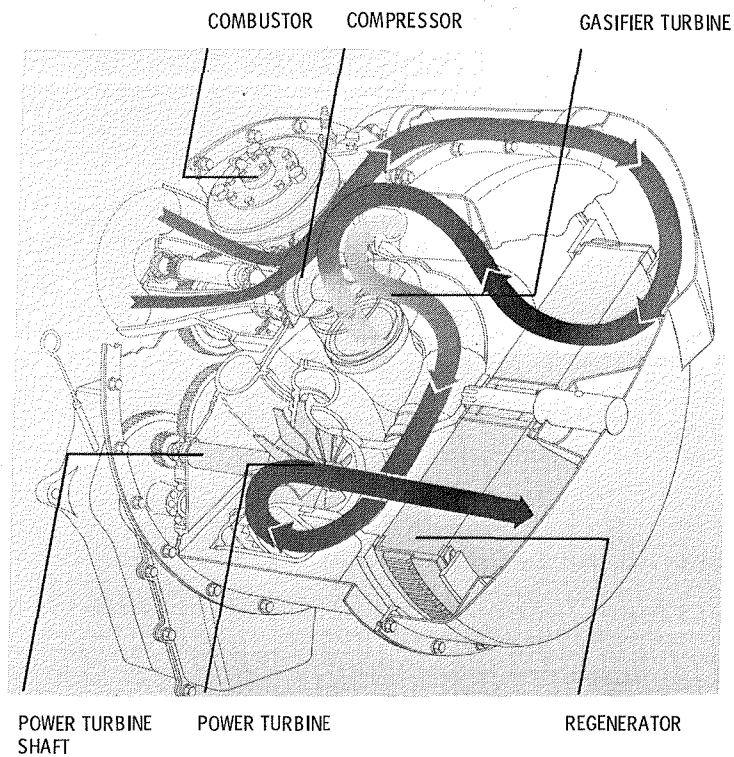 COMBUSTOR
COMPRESSOR
GASIFIER TURBINE
POWER TURBINE
SHAFT
POWER TURBINE
REGENERATOR